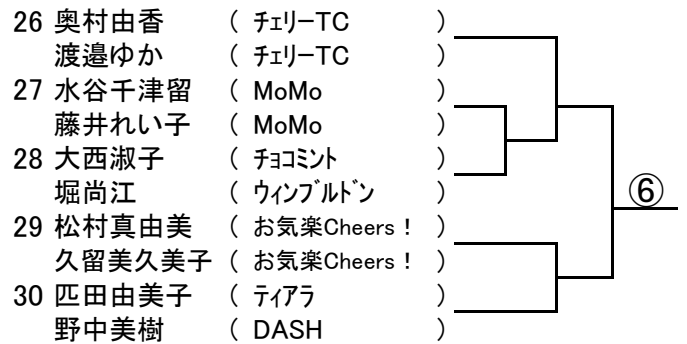 26 奥村由香 ( チェリーTC )
渡邉ゆか ( チェリーTC )
27 水谷千津留 ( MoMo )
藤井れい子 ( MoMo )
28 大西淑子 ( チョコミント )
堀尚江 ( ウィンブルドン )
⑥
29 松村真由美 ( お気楽Cheers！ )
久留美久美子 ( お気楽Cheers！ )
30 匹田由美子 ( ティアラ )
野中美樹 ( DASH )